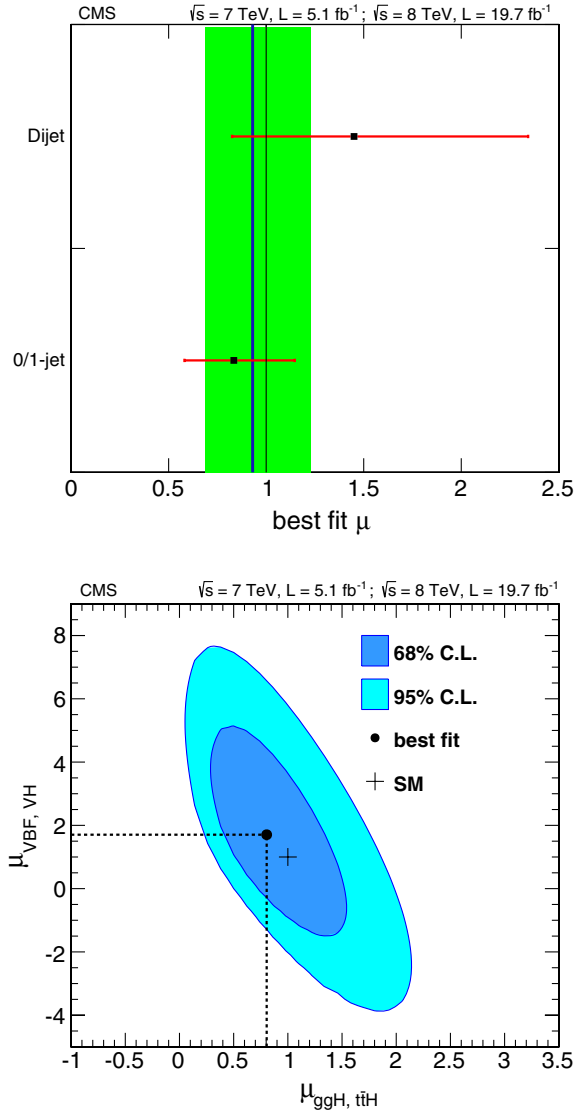 CMS √s = 7 TeV, L = 5.1 fb⁻¹ ; √s = 8 TeV, L = 19.7 fb⁻¹
Dijet
0/1-jet
0 0.5 1 1.5 2 2.5
best fit μ
CMS √s = 7 TeV, L = 5.1 fb⁻¹ ; √s = 8 TeV, L = 19.7 fb⁻¹
8
68% C.L.
6
95% C.L.
best fit
4
SM
μVBF, VH
2
0
-2
-4
-1 -0.5 0 0.5 1 1.5 2 2.5 3 3.5
μggH, tt̄H